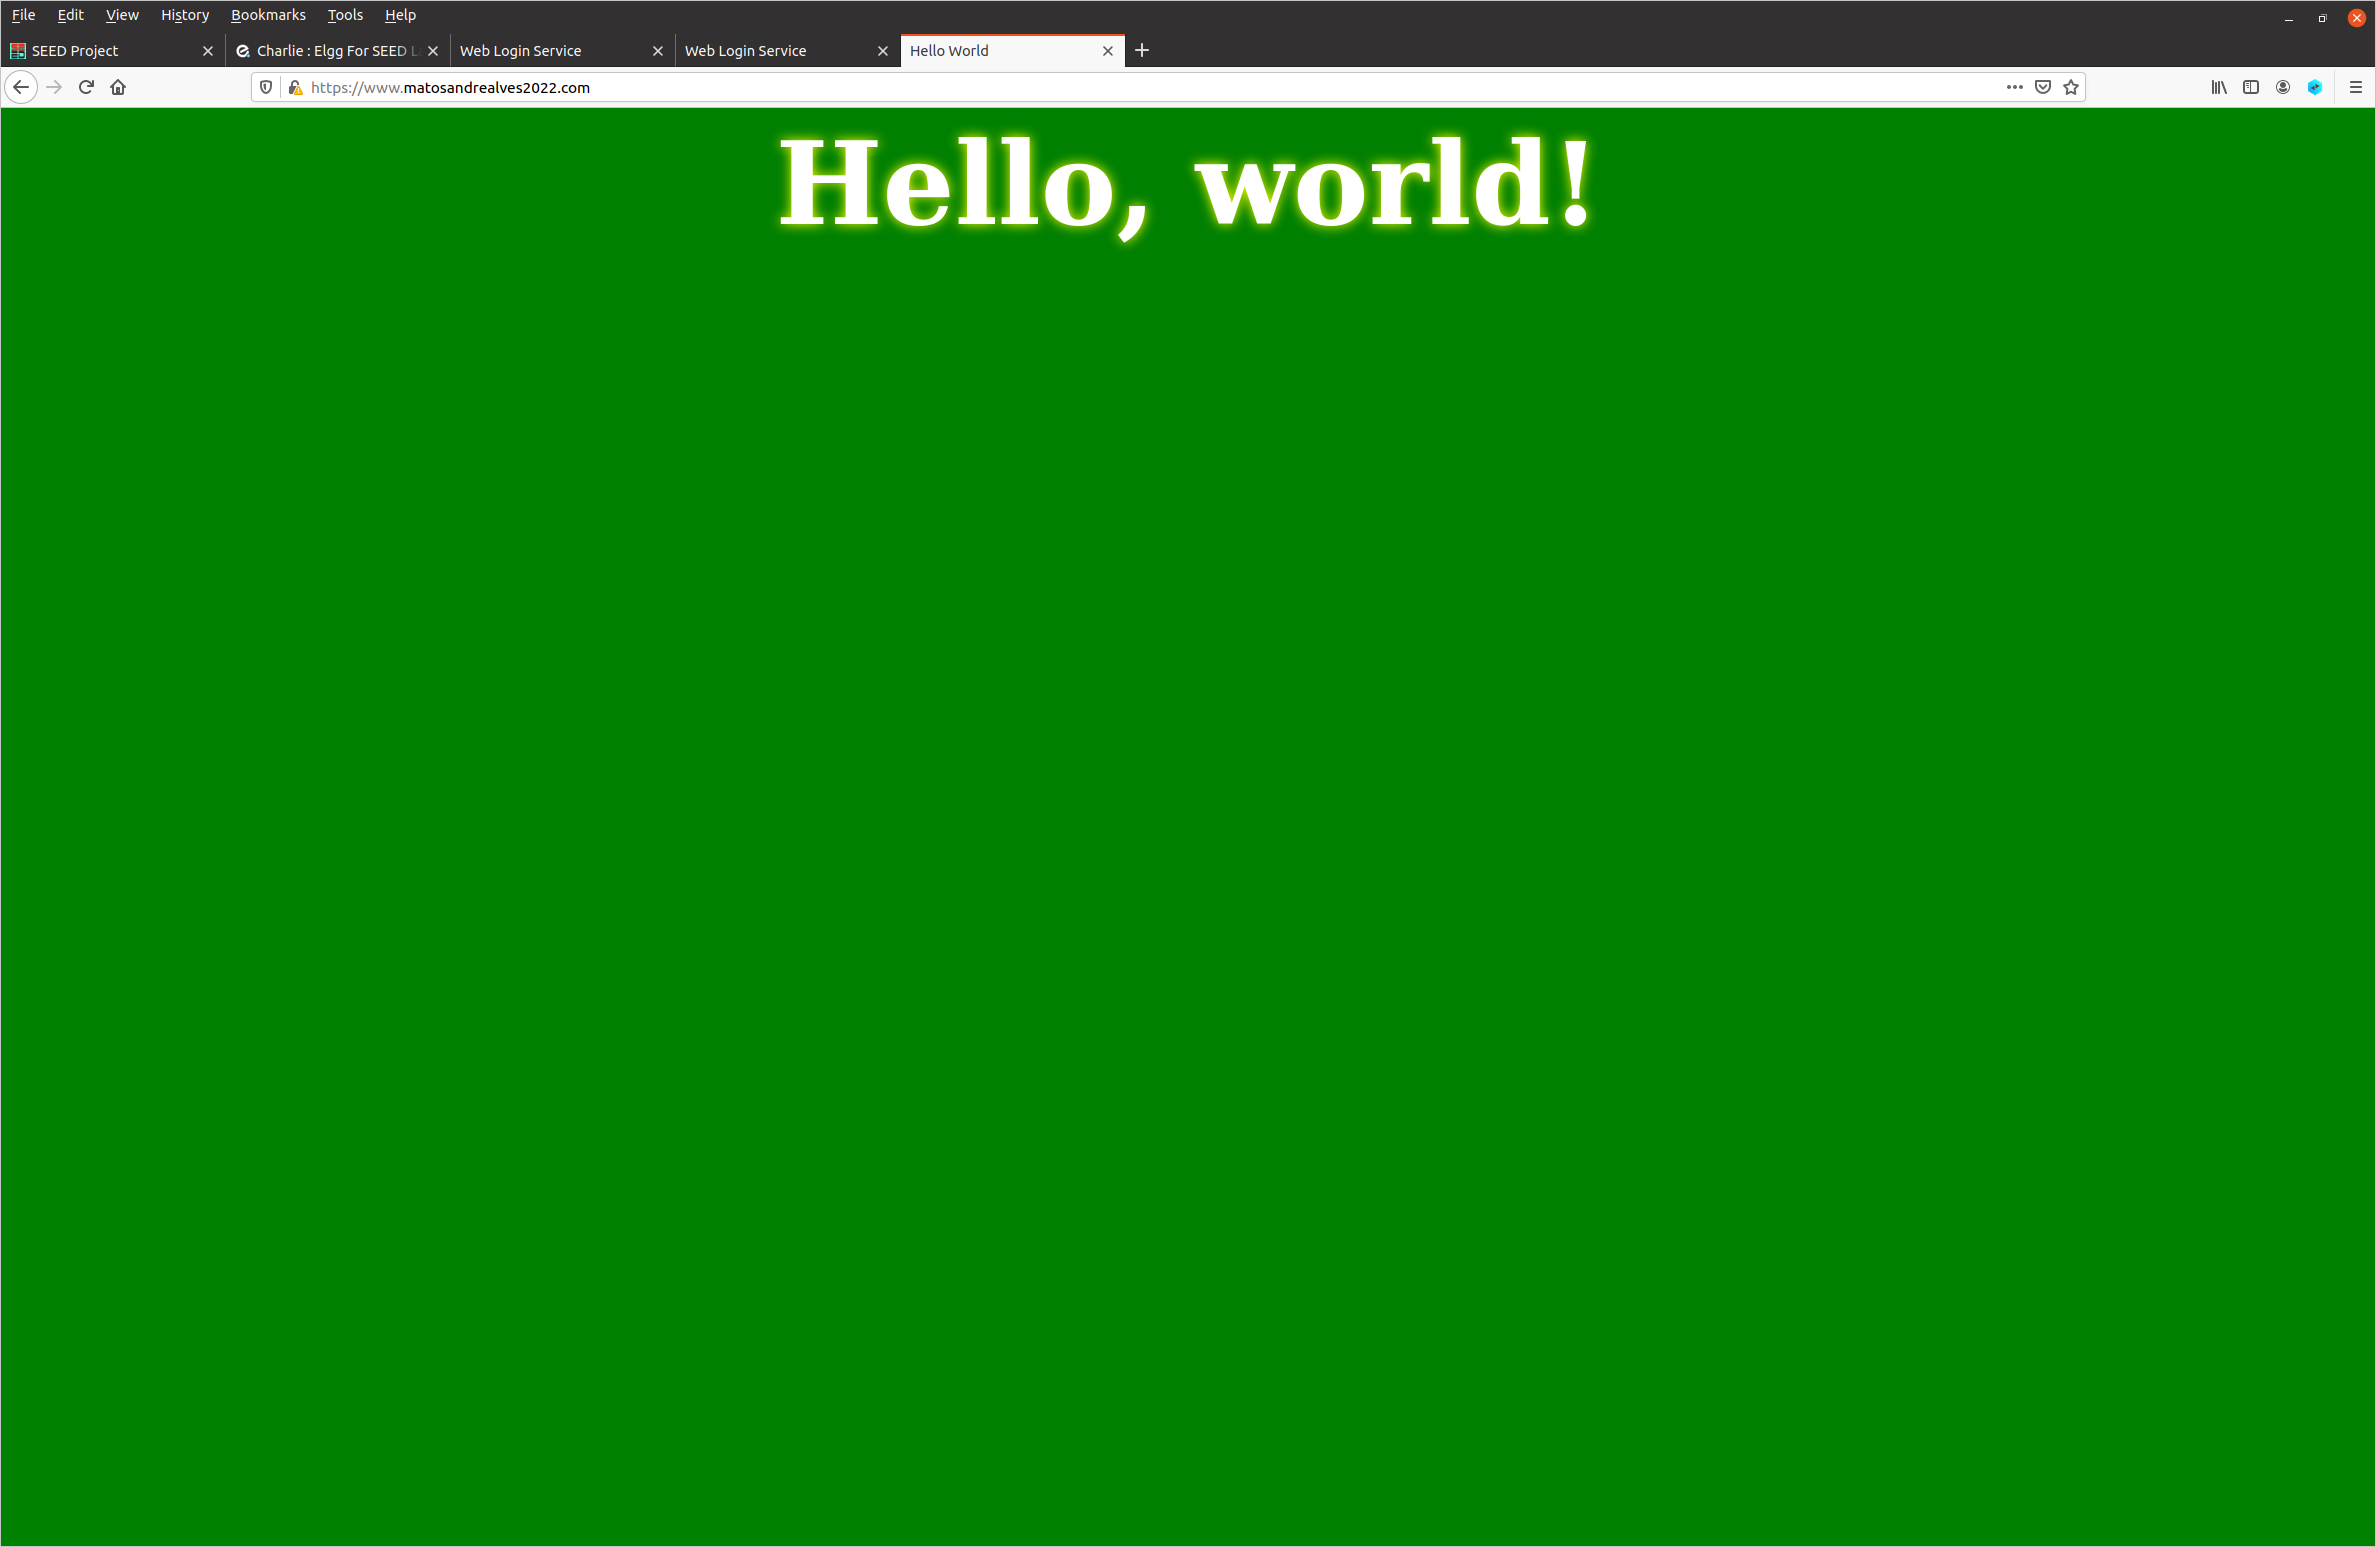 File Edit View History Bookmarks Tools Help
SEED Project
Charlie : Elgg For SEED
Web Login Service
Web Login Service
Hello World
https://www.matosandrealves2022.com
Hello, world!